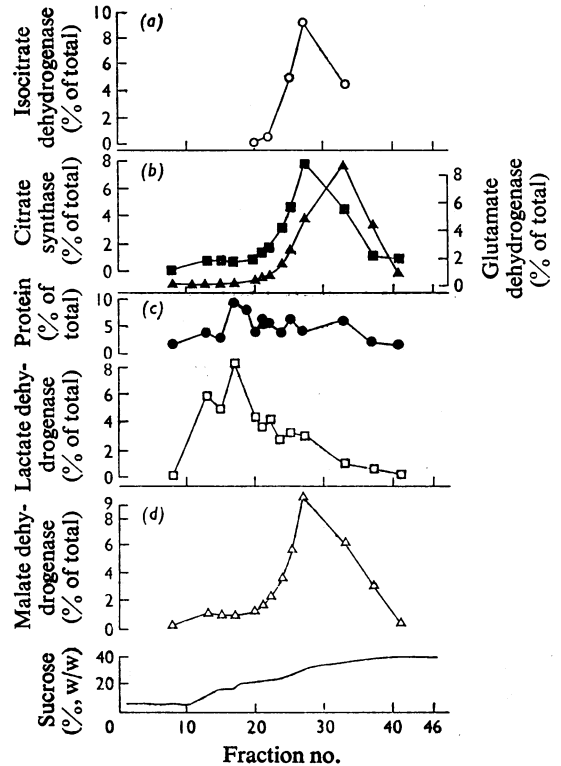 Isocitrate
dehydrogenase
(% of total)
10
8
6
4
2
0
(a)
Citrate
synthase
(% of total)
8
6
4
2
0
(b)
8
6
4
2
0
Glutamate
dehydrogenase
(% of total)
Protein
(% of
total)
10
5
0
(c)
Lactate dehy-
drogenase
(% of total)
8
6
4
2
0
Malate dehy-
drogenase
(% of total)
9
8
6
4
2
0
(d)
Sucrose
(%, w/w)
40
20
0
10
20
30
40
46
Fraction no.